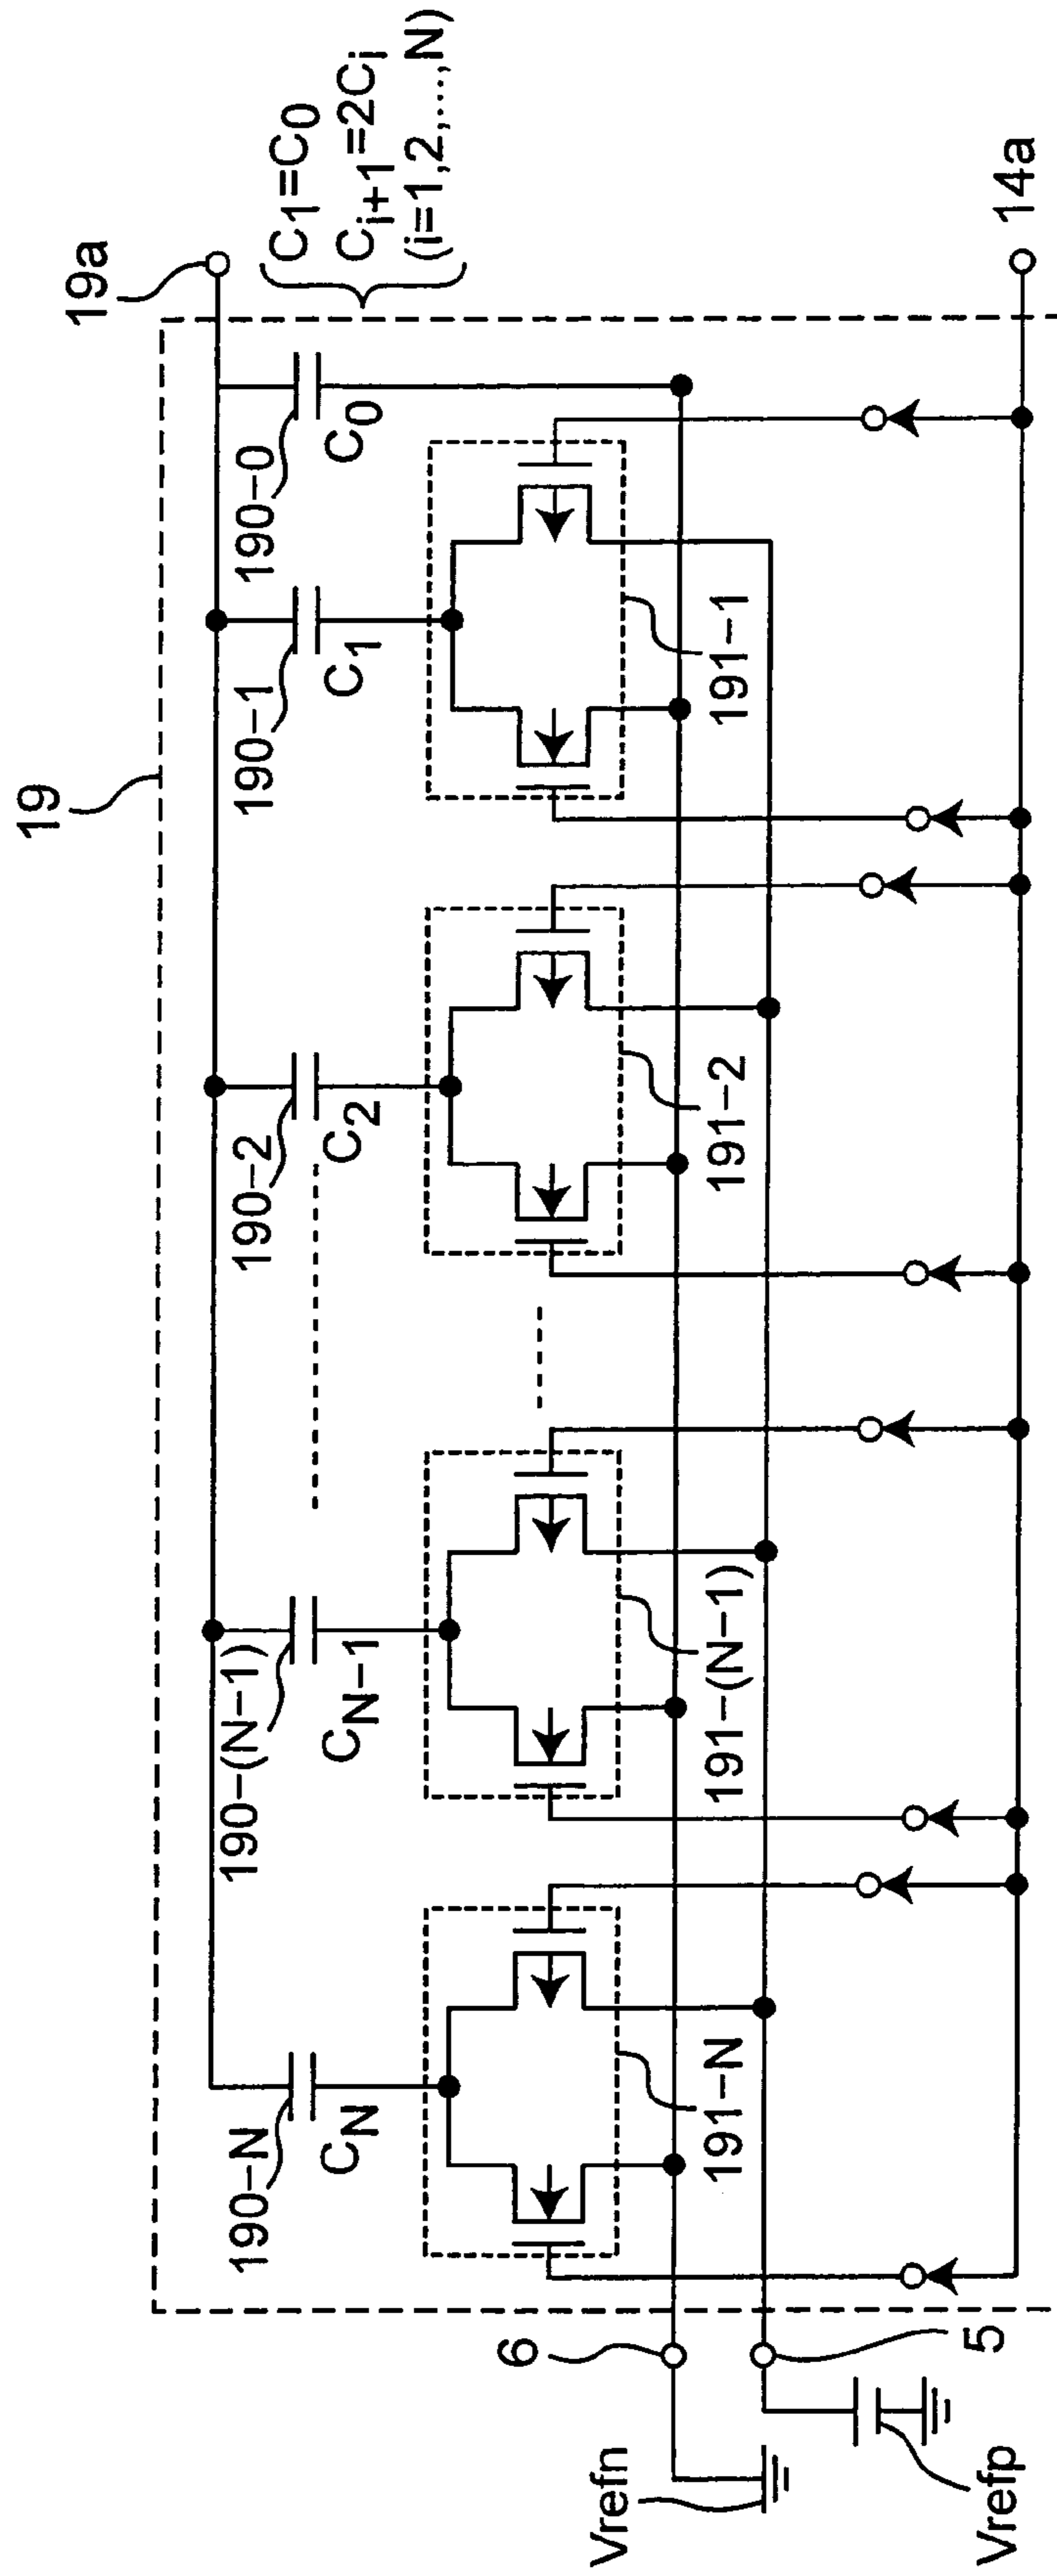 19
19a
C1=C0
Ci+1=2Ci
(i=1,2,...,N)
190-N
190-(N-1)
190-2
190-1
190-0
CN
CN-1
C2
C1
C0
191-N
191-(N-1)
191-2
191-1
6
5
Vrefn
Vrefp
14a